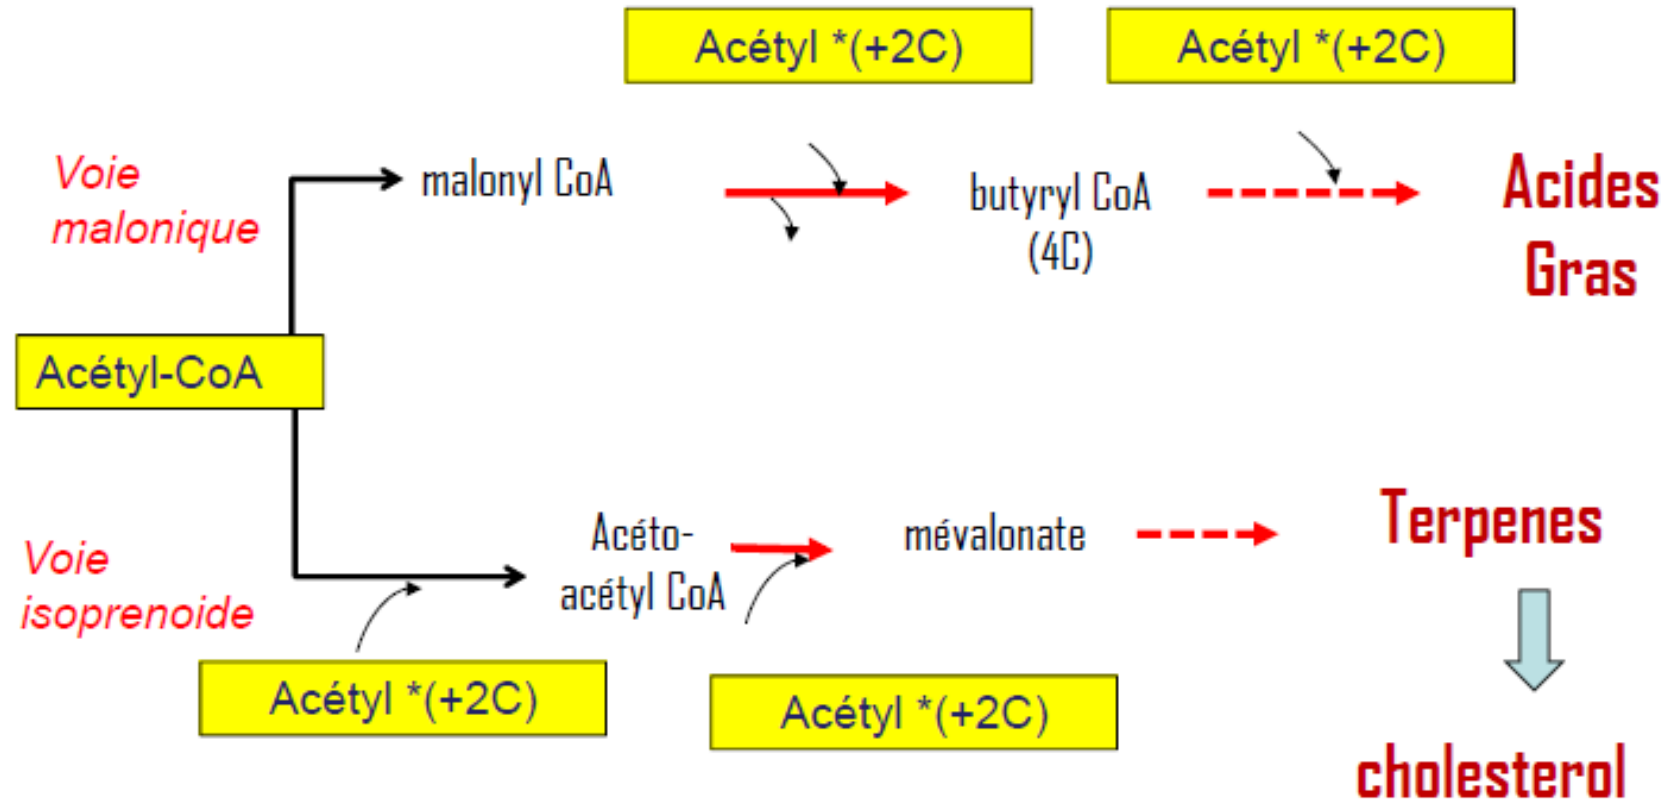 Acétyl *(+2C)
Acétyl *(+2C)
Voie
malonique
malonyl CoA
butyryl CoA
(4C)
Acides
Gras
Acétyl-CoA
Voie
isoprenoide
Acéto-
acétyl CoA
mévalonate
Terpenes
Acétyl *(+2C)
Acétyl *(+2C)
cholesterol